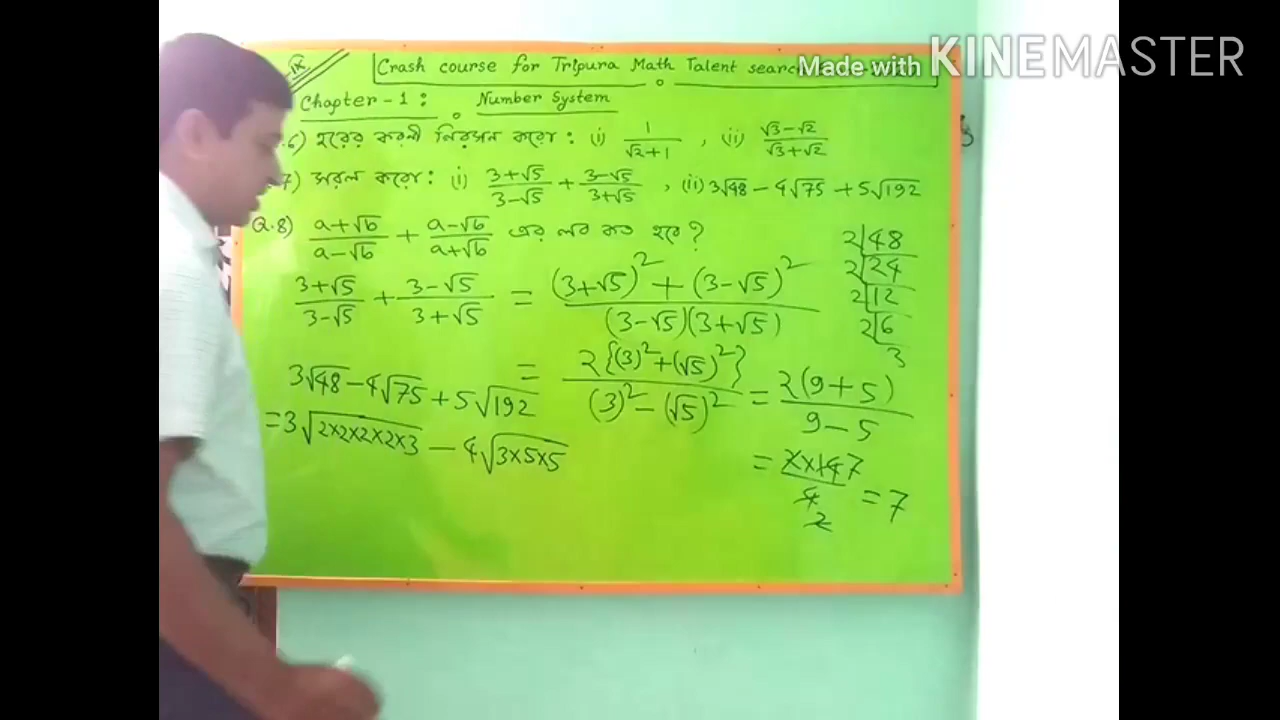 Made with KINEMASTER
IX
Crash course for Tripura Math Talent search
Chapter - 1 : Number System
6) হরের করণী নিরসন করো : (i) 1/(√2+1) , (ii) (√3-√2)/(√3+√2)
7) সরল করো : (i) (3+√5)/(3-√5) + (3-√5)/(3+√5) , (ii) 3√48 - 4√75 + 5√192
Q.8) (a+√b)/(a-√b) + (a-√b)/(a+√b) এর লব কত হবে?
(3+√5)/(3-√5) + (3-√5)/(3+√5) = ((3+√5)² + (3-√5)²)/((3-√5)(3+√5))
= 2{(3)²+(√5)²}/((3)²-(√5)²) = 2(9+5)/(9-5)
= 2×14 7/4 2 = 7
3√48 - 4√75 + 5√192
= 3√(2×2×2×2×3) - 4√(3×5×5)
2|48
2|24
2|12
2|6
3